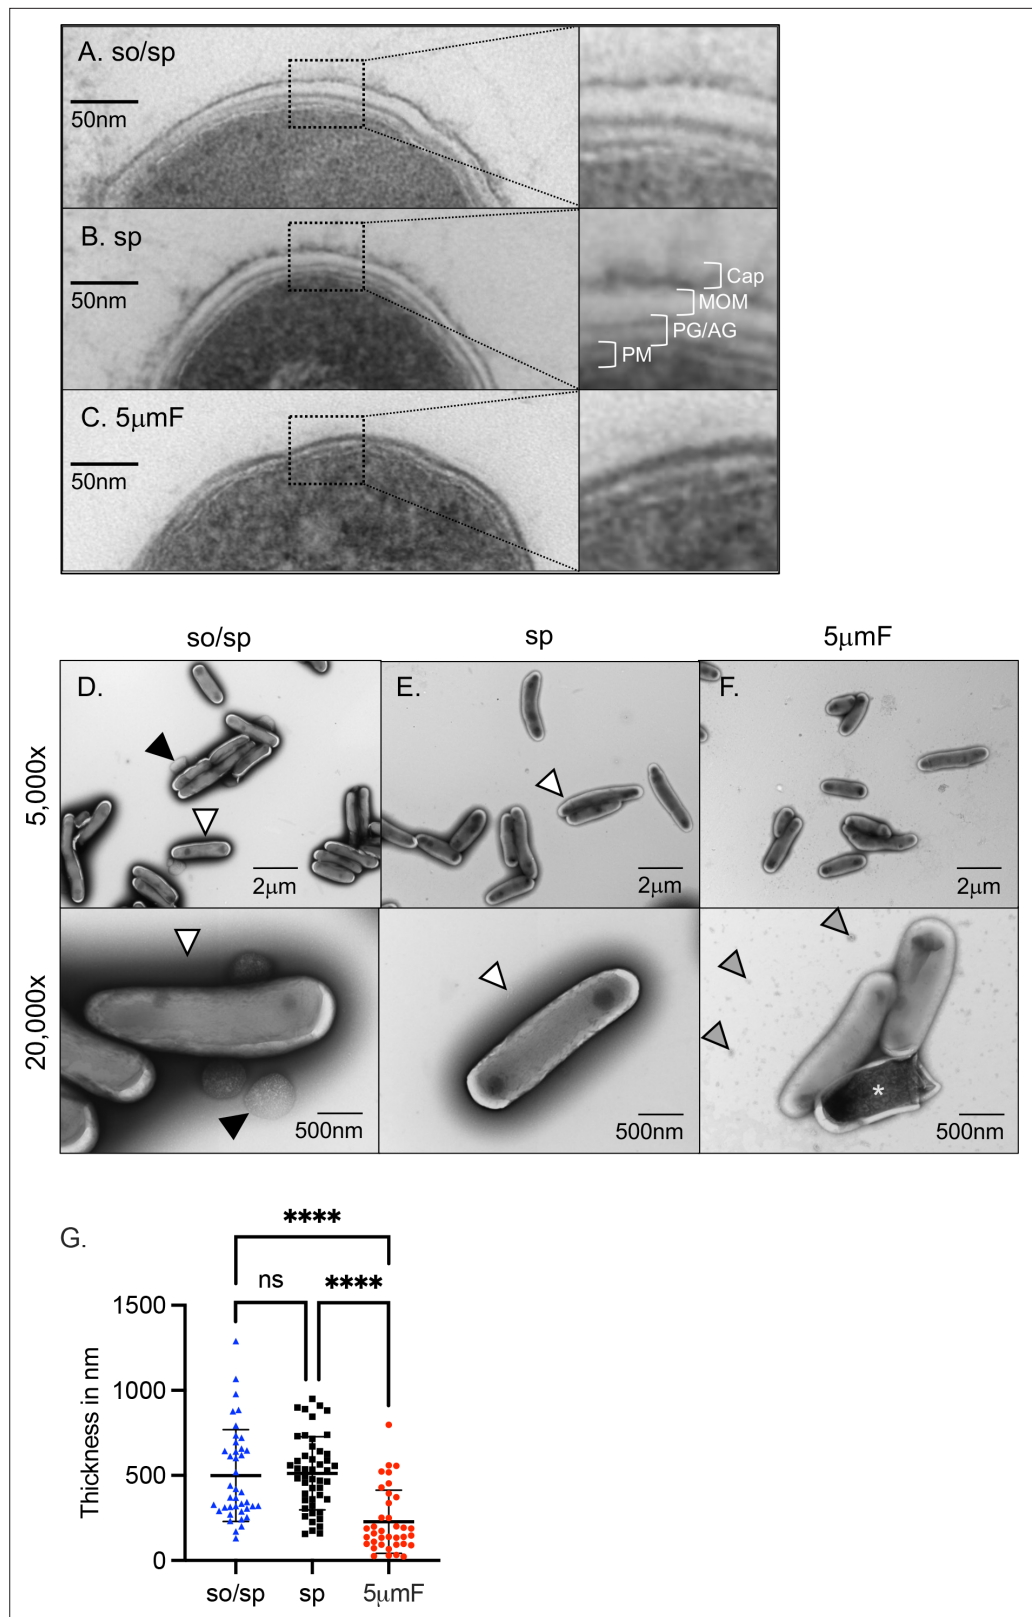 A. so/sp
50nm
B. sp
50nm
Cap
MOM
PG/AG
PM
C. 5μmF
50nm
so/sp sp 5μmF
5,000x
D. E. F.
2μm 2μm 2μm
20,000x
*
500nm 500nm 500nm
G.
****
ns ****
Thickness in nm
1500
1000
500
0
so/sp sp 5μmF